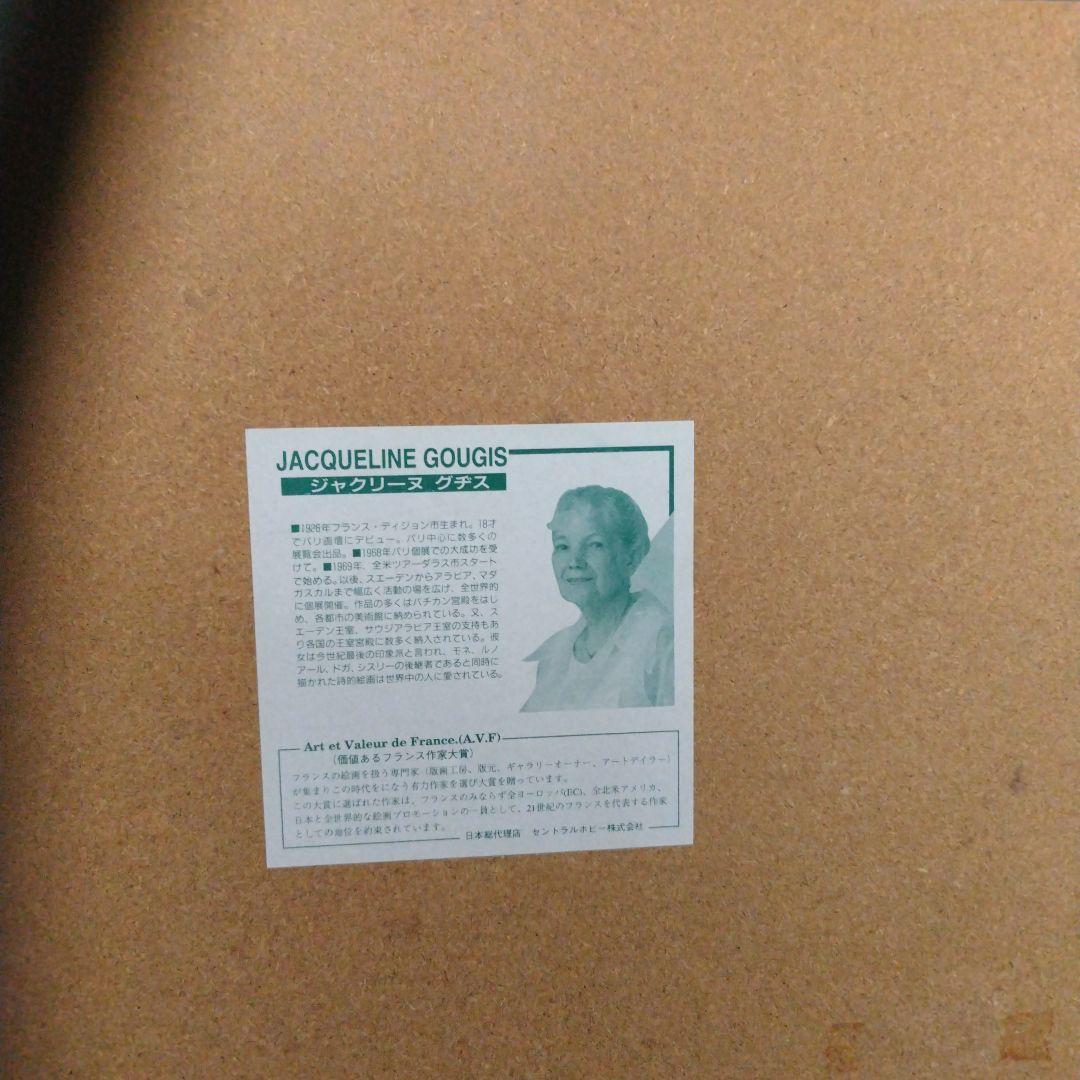 JACQUELINE GOUGIS
ジャクリーヌ グヂス
■1926年フランス・ディジョン市生まれ。18才
でパリ画壇にデビュー。パリ中心に数多くの
展覧会出品。■1968年パリ個展での大成功を受
けて。■1969年、全米ツアーダラス市スタート
で始める。以後、スエーデンからアラビア、マダ
ガスカルまで幅広く活動の場を広げ、全世界的
に個展開催。作品の多くはバチカン宮殿をはじ
め、各都市の美術館に納められている。又、ス
エーデン王室、サウジアラビア王室の支持もあ
り各国の王室宮殿に数多く納入されている。彼
女は今世紀最後の印象派と言われ、モネ、ルノ
アール、ドガ、シスリーの後継者であると同時に
描かれた詩的絵画は世界中の人に愛されている。
Art et Valeur de France.(A.V.F)
(価値あるフランス作家大賞)
フランスの絵画を扱う専門家(版画工房、版元、ギャラリーオーナー、アートデイラー)
が集まりこの時代をになう有力作家を選び大賞を贈っています。
この大賞に選ばれた作家は、フランスのみならず全ヨーロッパ(EC)、全北米アメリカ、
日本と全世界的な絵画プロモーションの一員として、21世紀のフランスを代表する作家
としての地位を約束されています。
日本総代理店 セントラルホビー株式会社